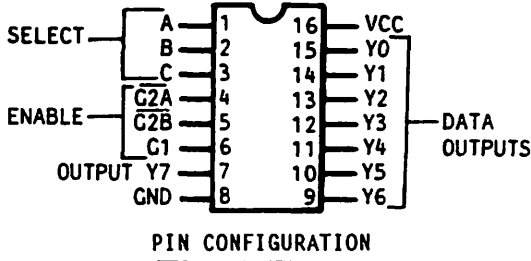 SELECT A 1 16 VCC
B 2 15 Y0
C 3 14 Y1
ENABLE G2A 4 13 Y2
G2B 5 12 Y3
G1 6 11 Y4
OUTPUT Y7 7 10 Y5
GND 8 9 Y6
DATA
OUTPUTS
PIN CONFIGURATION